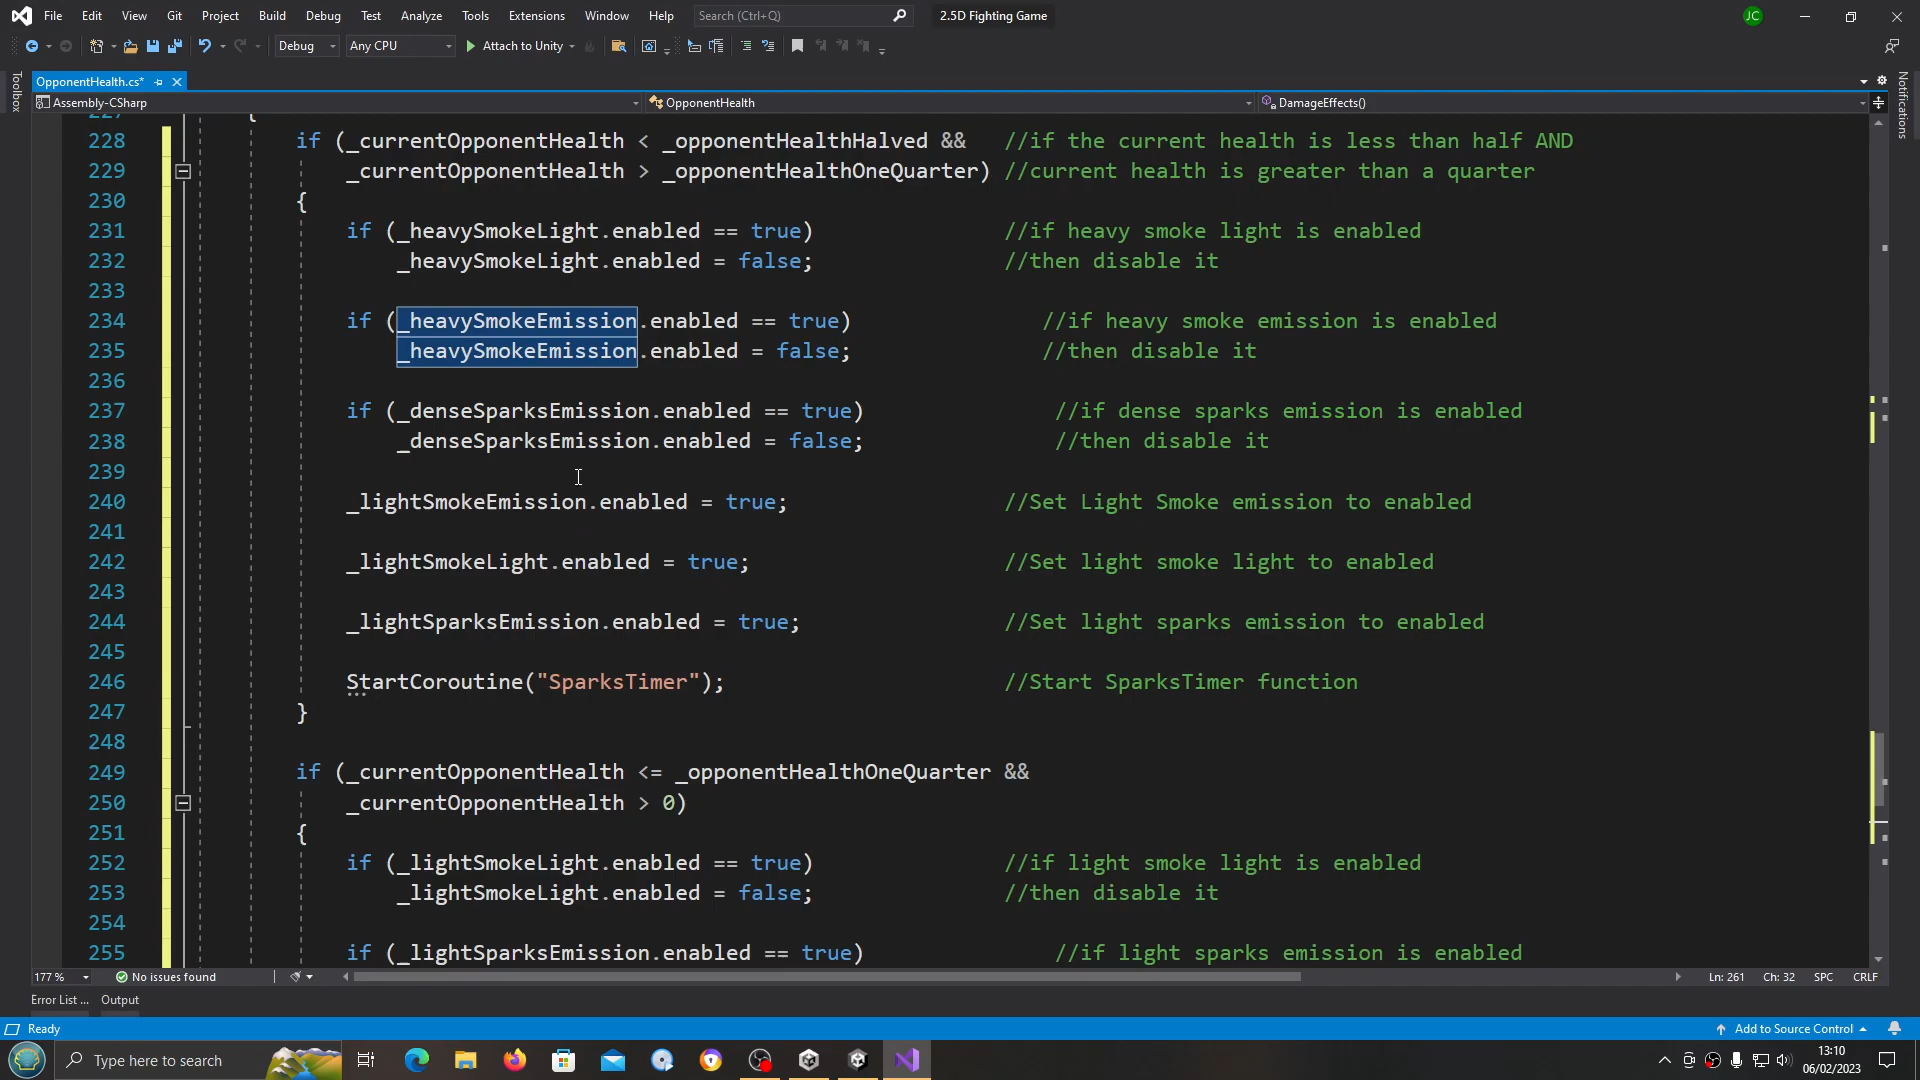 File Edit View Git Project Build Debug Test Analyze Tools Extensions Window Help Search (Ctrl+Q) 2.5D Fighting Game JC
Debug Any CPU Attach to Unity
Toolbox
OpponentHealth.cs*
Notifications
Assembly-CSharp OpponentHealth DamageEffects()
227 {
228 if (_currentOpponentHealth < _opponentHealthHalved && //if the current health is less than half AND
229 _currentOpponentHealth > _opponentHealthOneQuarter) //current health is greater than a quarter
230 {
231 if (_heavySmokeLight.enabled == true) //if heavy smoke light is enabled
232 _heavySmokeLight.enabled = false; //then disable it
233
234 if (_heavySmokeEmission.enabled == true) //if heavy smoke emission is enabled
235 _heavySmokeEmission.enabled = false; //then disable it
236
237 if (_denseSparksEmission.enabled == true) //if dense sparks emission is enabled
238 _denseSparksEmission.enabled = false; //then disable it
239
240 _lightSmokeEmission.enabled = true; //Set Light Smoke emission to enabled
241
242 _lightSmokeLight.enabled = true; //Set light smoke light to enabled
243
244 _lightSparksEmission.enabled = true; //Set light sparks emission to enabled
245
246 StartCoroutine("SparksTimer"); //Start SparksTimer function
247 }
248
249 if (_currentOpponentHealth <= _opponentHealthOneQuarter &&
250 _currentOpponentHealth > 0)
251 {
252 if (_lightSmokeLight.enabled == true) //if light smoke light is enabled
253 _lightSmokeLight.enabled = false; //then disable it
254
255 if (_lightSparksEmission.enabled == true) //if light sparks emission is enabled
177 % No issues found Ln: 261 Ch: 32 SPC CRLF
Error List ... Output
Ready Add to Source Control
Type here to search 13:10
06/02/2023